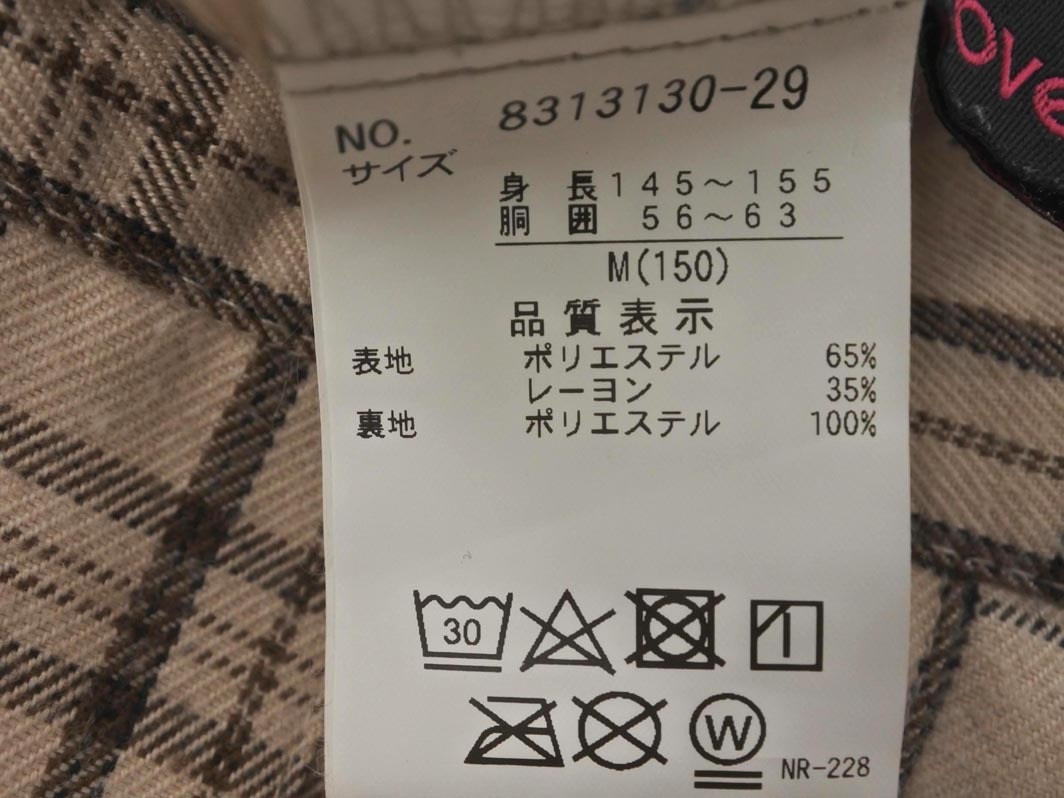 NO. 8313130-29
サイズ
身長145～155
胴囲 56～63
M(150)
品質表示
表地 ポリエステル 65%
レーヨン 35%
裏地 ポリエステル 100%
30
W
NR-228
ove